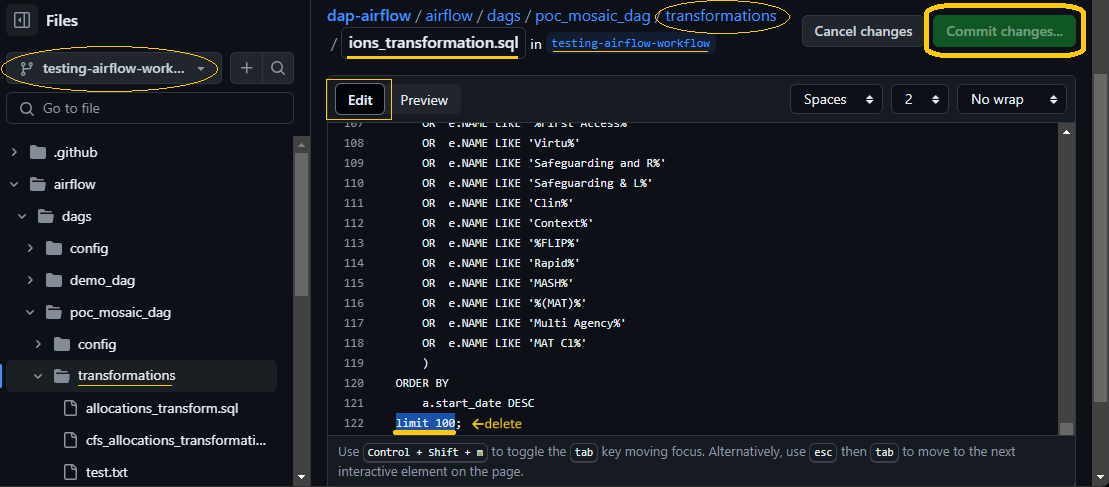 Files
testing-airflow-work...
Go to file
.github
airflow
dags
config
demo_dag
poc_mosaic_dag
config
transformations
allocations_transform.sql
cfs_allocations_transformati...
test.txt
dap-airflow / airflow / dags / poc_mosaic_dag / transformations
/ ions_transformation.sql in testing-airflow-workflow
Cancel changes
Commit changes...
Edit
Preview
Spaces
2
No wrap
107 OR e.NAME LIKE '%First Access%'
108 OR e.NAME LIKE 'Virtu%'
109 OR e.NAME LIKE 'Safeguarding and R%'
110 OR e.NAME LIKE 'Safeguarding & L%'
111 OR e.NAME LIKE 'Clin%'
112 OR e.NAME LIKE 'Context%'
113 OR e.NAME LIKE '%FLIP%'
114 OR e.NAME LIKE 'Rapid%'
115 OR e.NAME LIKE 'MASH%'
116 OR e.NAME LIKE '%(MAT)%'
117 OR e.NAME LIKE 'Multi Agency%'
118 OR e.NAME LIKE 'MAT Cl%'
119 )
120 ORDER BY
121 a.start_date DESC
122 limit 100; ←delete
Use Control + Shift + m to toggle the tab key moving focus. Alternatively, use esc then tab to move to the next
interactive element on the page.